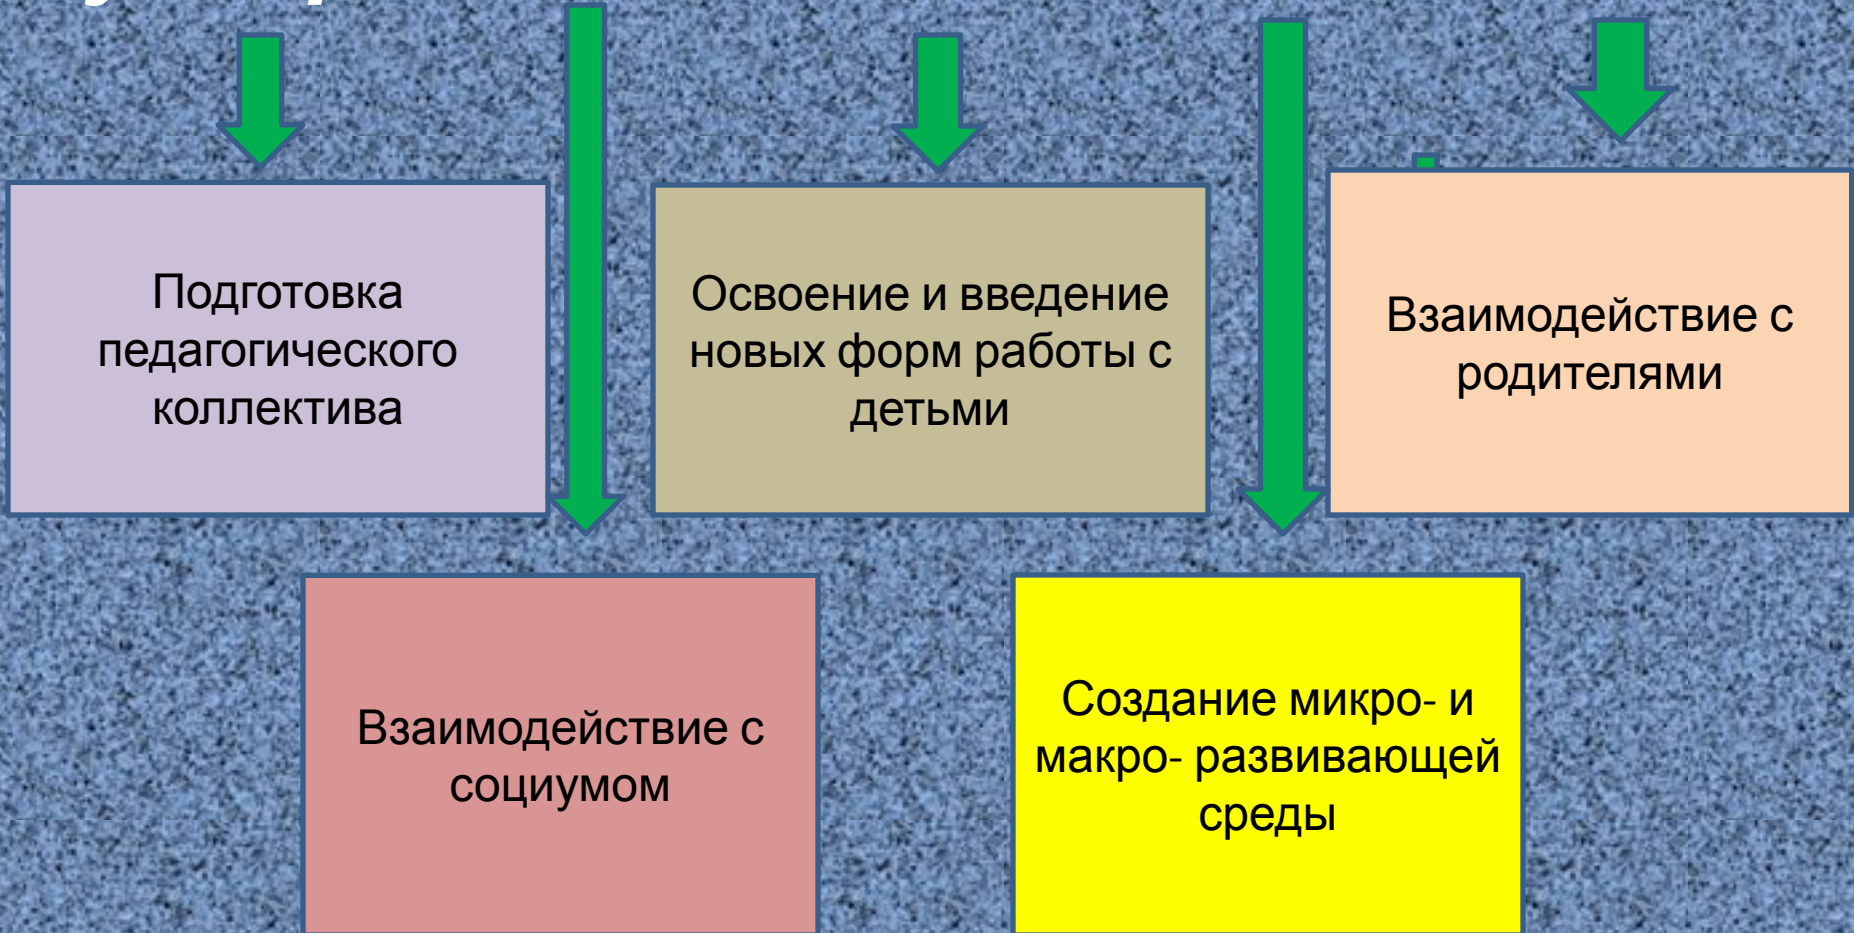 Подготовка
педагогического
коллектива
Освоение и введение
новых форм работы с
детьми
Взаимодействие с
родителями
Взаимодействие с
социумом
Создание микро- и
макро- развивающей
среды